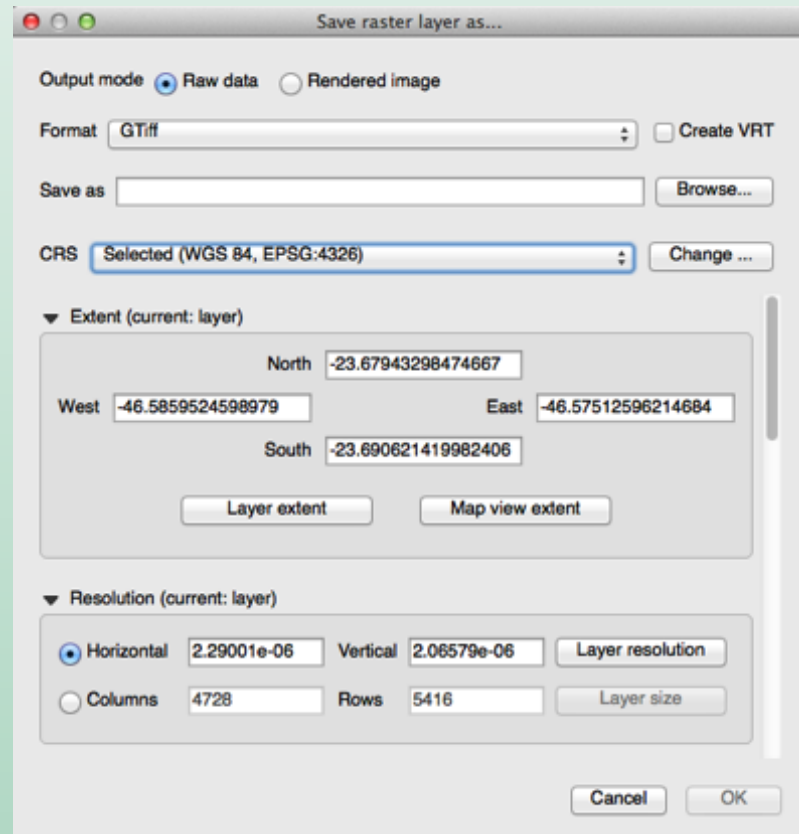 Save raster layer as...
Output mode Raw data Rendered image
Format GTiff Create VRT
Save as Browse...
CRS Selected (WGS 84, EPSG:4326) Change ...
Extent (current: layer)
North -23.67943298474667
West -46.5859524598979 East -46.57512596214684
South -23.690621419982406
Layer extent Map view extent
Resolution (current: layer)
Horizontal 2.29001e-06 Vertical 2.06579e-06 Layer resolution
Columns 4728 Rows 5416 Layer size
Cancel OK